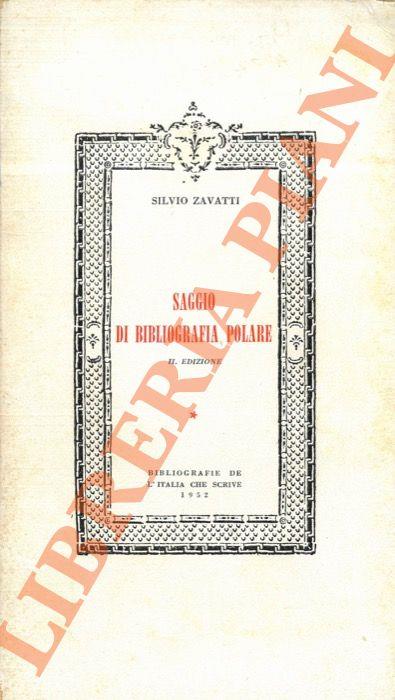 SILVIO ZAVATTI
SAGGIO
DI BIBLIOGRAFIA POLARE
II. EDIZIONE
*
BIBLIOGRAFIE DE
L'ITALIA CHE SCRIVE
1952
LIBRERIA PIANI